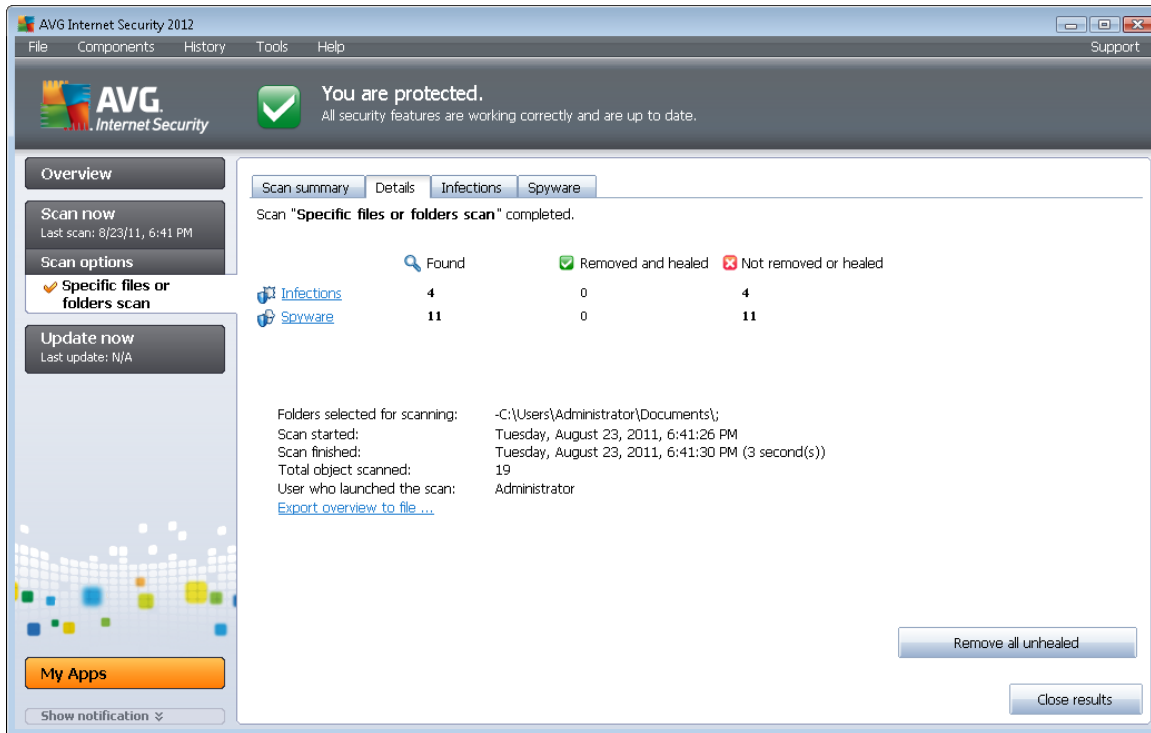 AVG Internet Security 2012
File Components History Tools Help Support
AVG.
Internet Security
You are protected.
All security features are working correctly and are up to date.
Overview
Scan now
Last scan: 8/23/11, 6:41 PM
Scan options
Specific files or
folders scan
Update now
Last update: N/A
My Apps
Show notification
Scan summary Details Infections Spyware
Scan "Specific files or folders scan" completed.
Found Removed and healed Not removed or healed
Infections 4 0 4
Spyware 11 0 11
Folders selected for scanning: -C:\Users\Administrator\Documents\;
Scan started: Tuesday, August 23, 2011, 6:41:26 PM
Scan finished: Tuesday, August 23, 2011, 6:41:30 PM (3 second(s))
Total object scanned: 19
User who launched the scan: Administrator
Export overview to file ...
Remove all unhealed
Close results